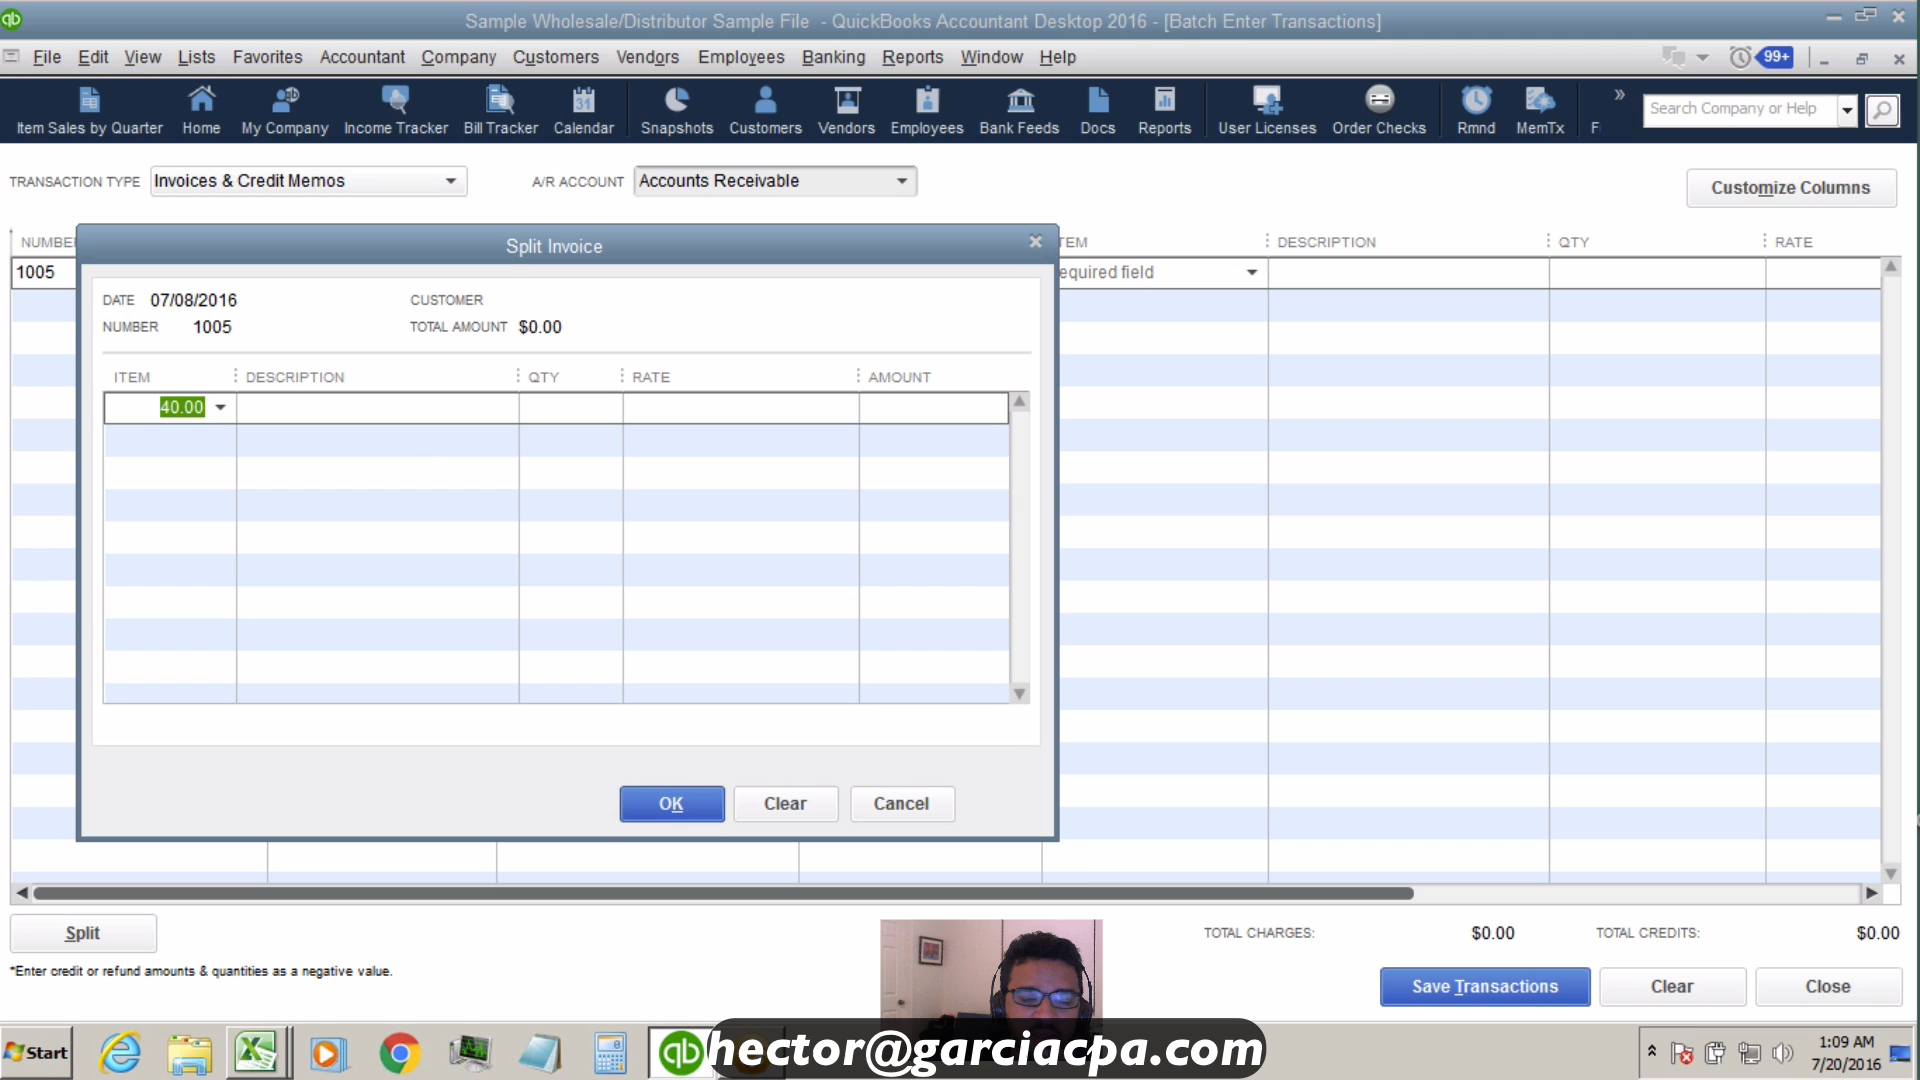 Sample Wholesale/Distributor Sample File - QuickBooks Accountant Desktop 2016 - [Batch Enter Transactions]
File Edit View Lists Favorites Accountant Company Customers Vendors Employees Banking Reports Window Help
99+
Item Sales by Quarter Home My Company Income Tracker Bill Tracker Calendar Snapshots Customers Vendors Employees Bank Feeds Docs Reports User Licenses Order Checks Rmnd MemTx F
31
Search Company or Help
TRANSACTION TYPE Invoices & Credit Memos A/R ACCOUNT Accounts Receivable Customize Columns
NUMBE TEM DESCRIPTION QTY RATE
1005 equired field
Split Invoice
DATE 07/08/2016 CUSTOMER
NUMBER 1005 TOTAL AMOUNT $0.00
ITEM DESCRIPTION QTY RATE AMOUNT
40.00
OK Clear Cancel
Split TOTAL CHARGES: $0.00 TOTAL CREDITS: $0.00
*Enter credit or refund amounts & quantities as a negative value.
Save Transactions Clear Close
Start qb hector@garciacpa.com
1:09 AM
7/20/2016